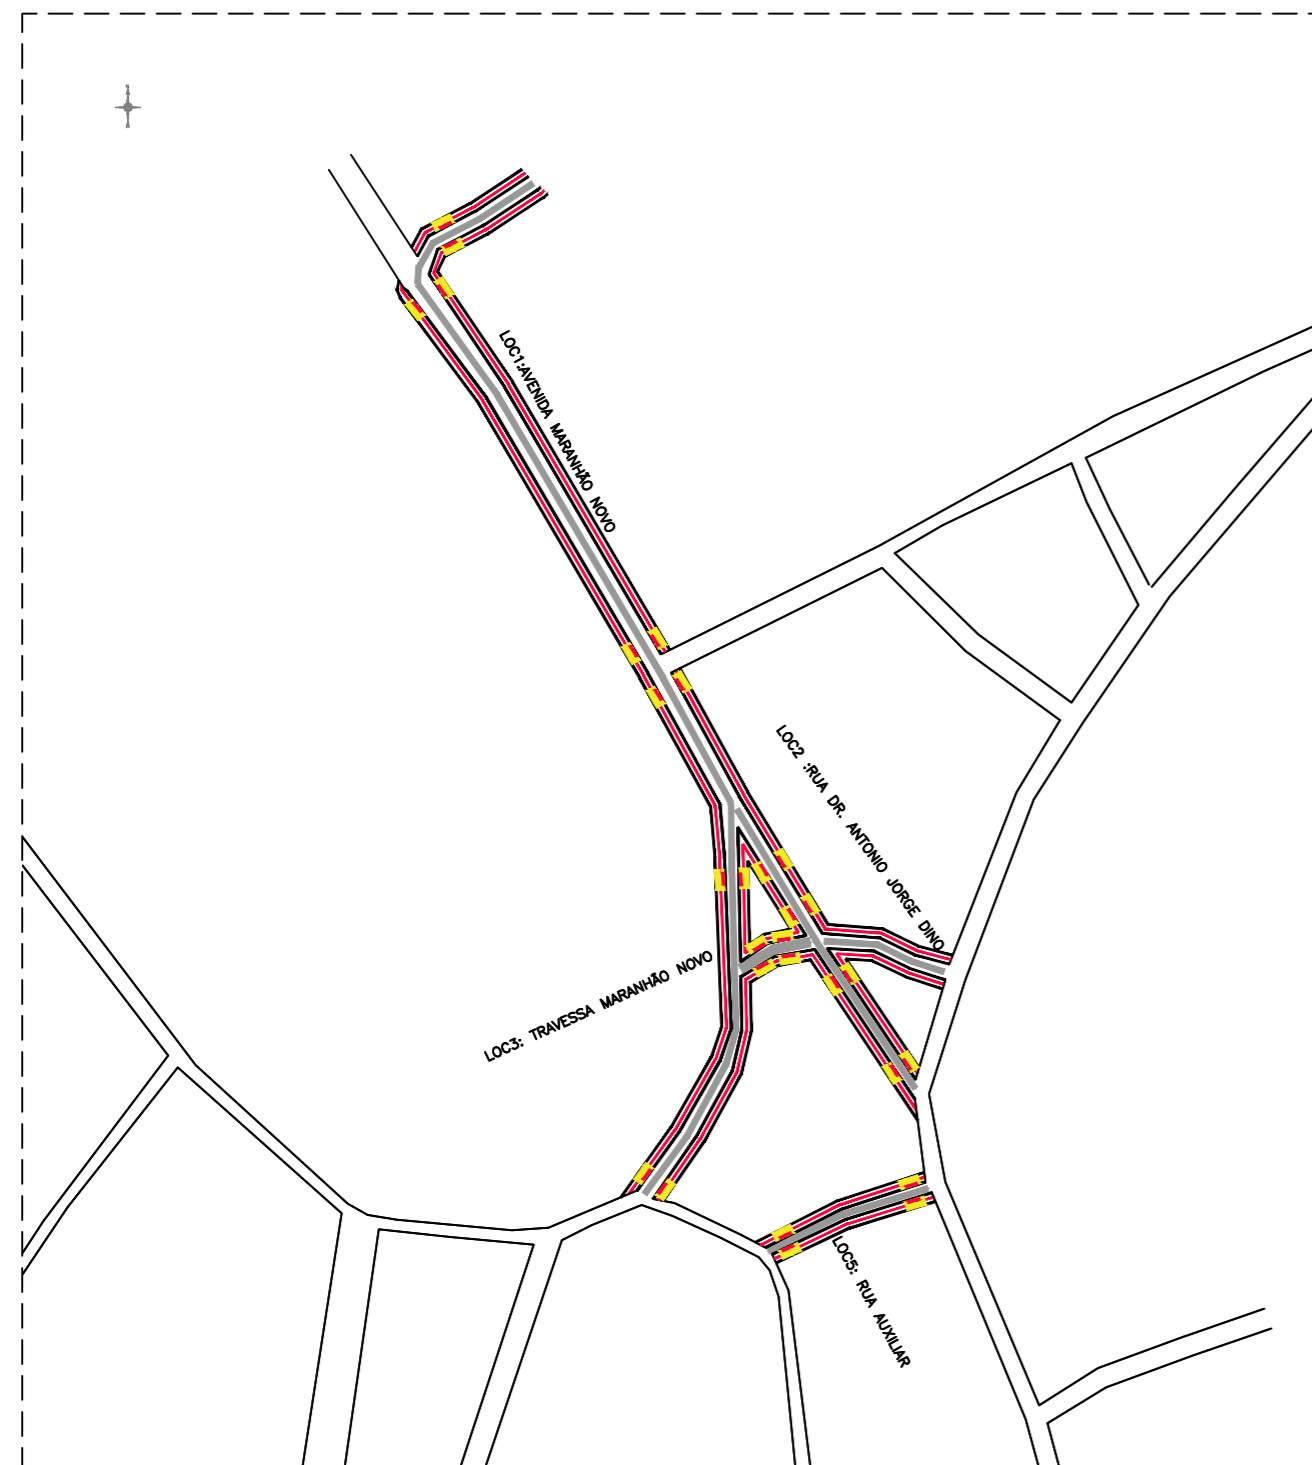 LOC1:AVENIDA MARANHÃO NOVO
LOC2 :RUA DR. ANTONIO JORGE DINO
LOC3: TRAVESSA MARANHÃO NOVO
LOC5: RUA AUXILIAR